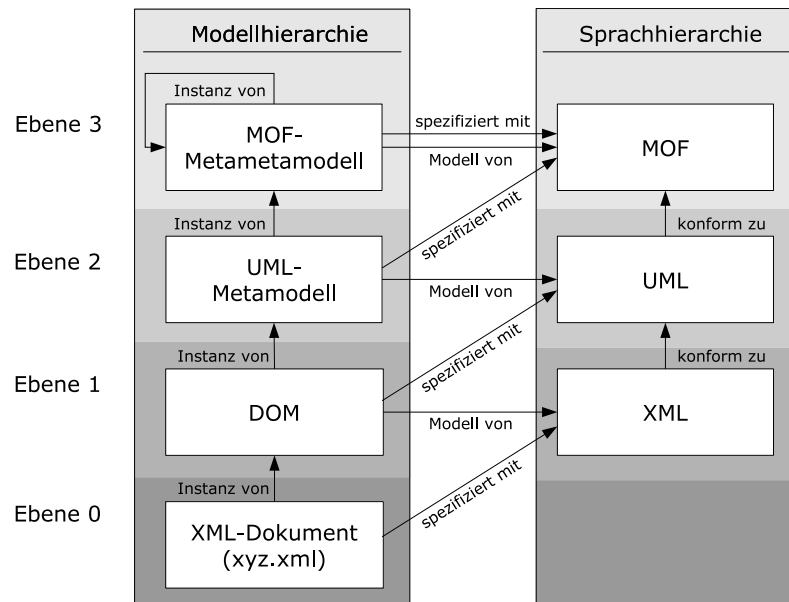 Modellhierarchie
Sprachhierarchie
Instanz von
Ebene 3
MOF-
Metametamodell
spezifiziert mit
Modell von
MOF
Instanz von
spezifiziert mit
konform zu
Ebene 2
UML-
Metamodell
Modell von
UML
Instanz von
spezifiziert mit
konform zu
Ebene 1
DOM
Modell von
XML
Instanz von
spezifiziert mit
Ebene 0
XML-Dokument
(xyz.xml)